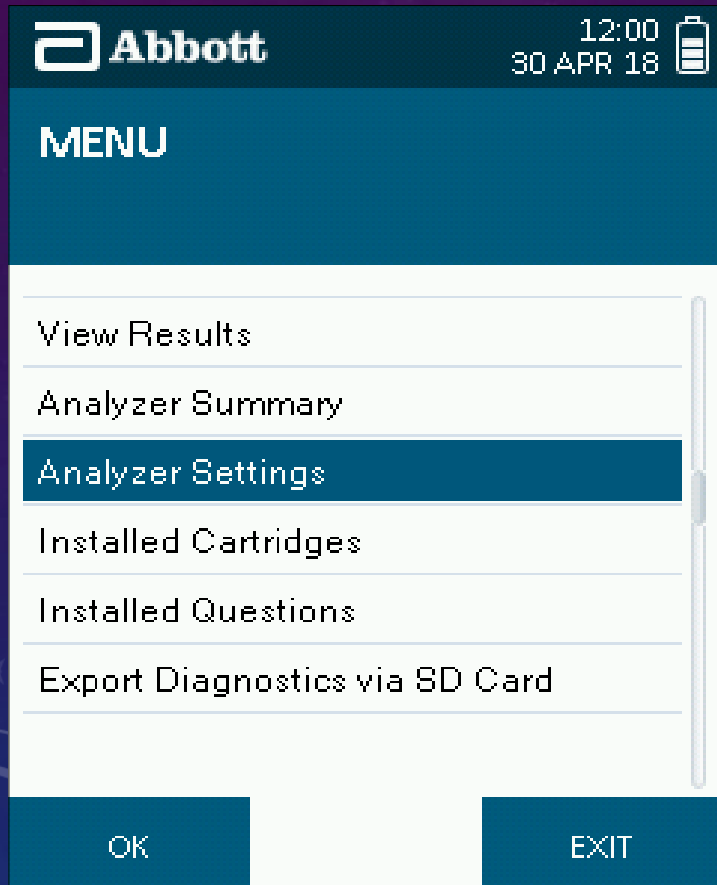 Abbott
12:00
30 APR 18
MENU
View Results
Analyzer Summary
Analyzer Settings
Installed Cartridges
Installed Questions
Export Diagnostics via SD Card
OK
EXIT